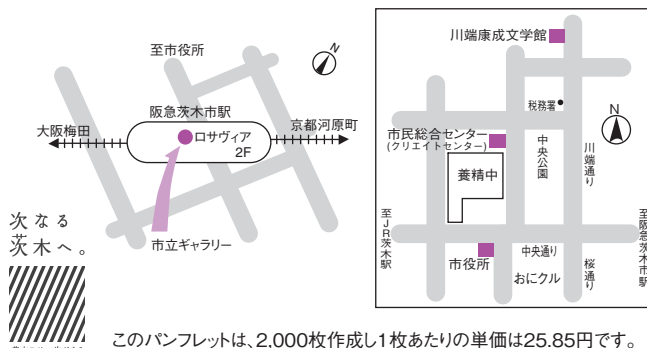 至市役所
N
阪急茨木市駅
大阪梅田
京都河原町
ロサヴィア
2F
市立ギャラリー
次なる
茨木へ。
川端康成文学館
税務署
N
市民総合センター
(クリエイトセンター)
中央公園
川端通り
養精中
至JR茨木駅
至阪急茨木市駅
中央通り
市役所
おにクル
桜通り
このパンフレットは、2,000枚作成し1枚あたりの単価は25.85円です。